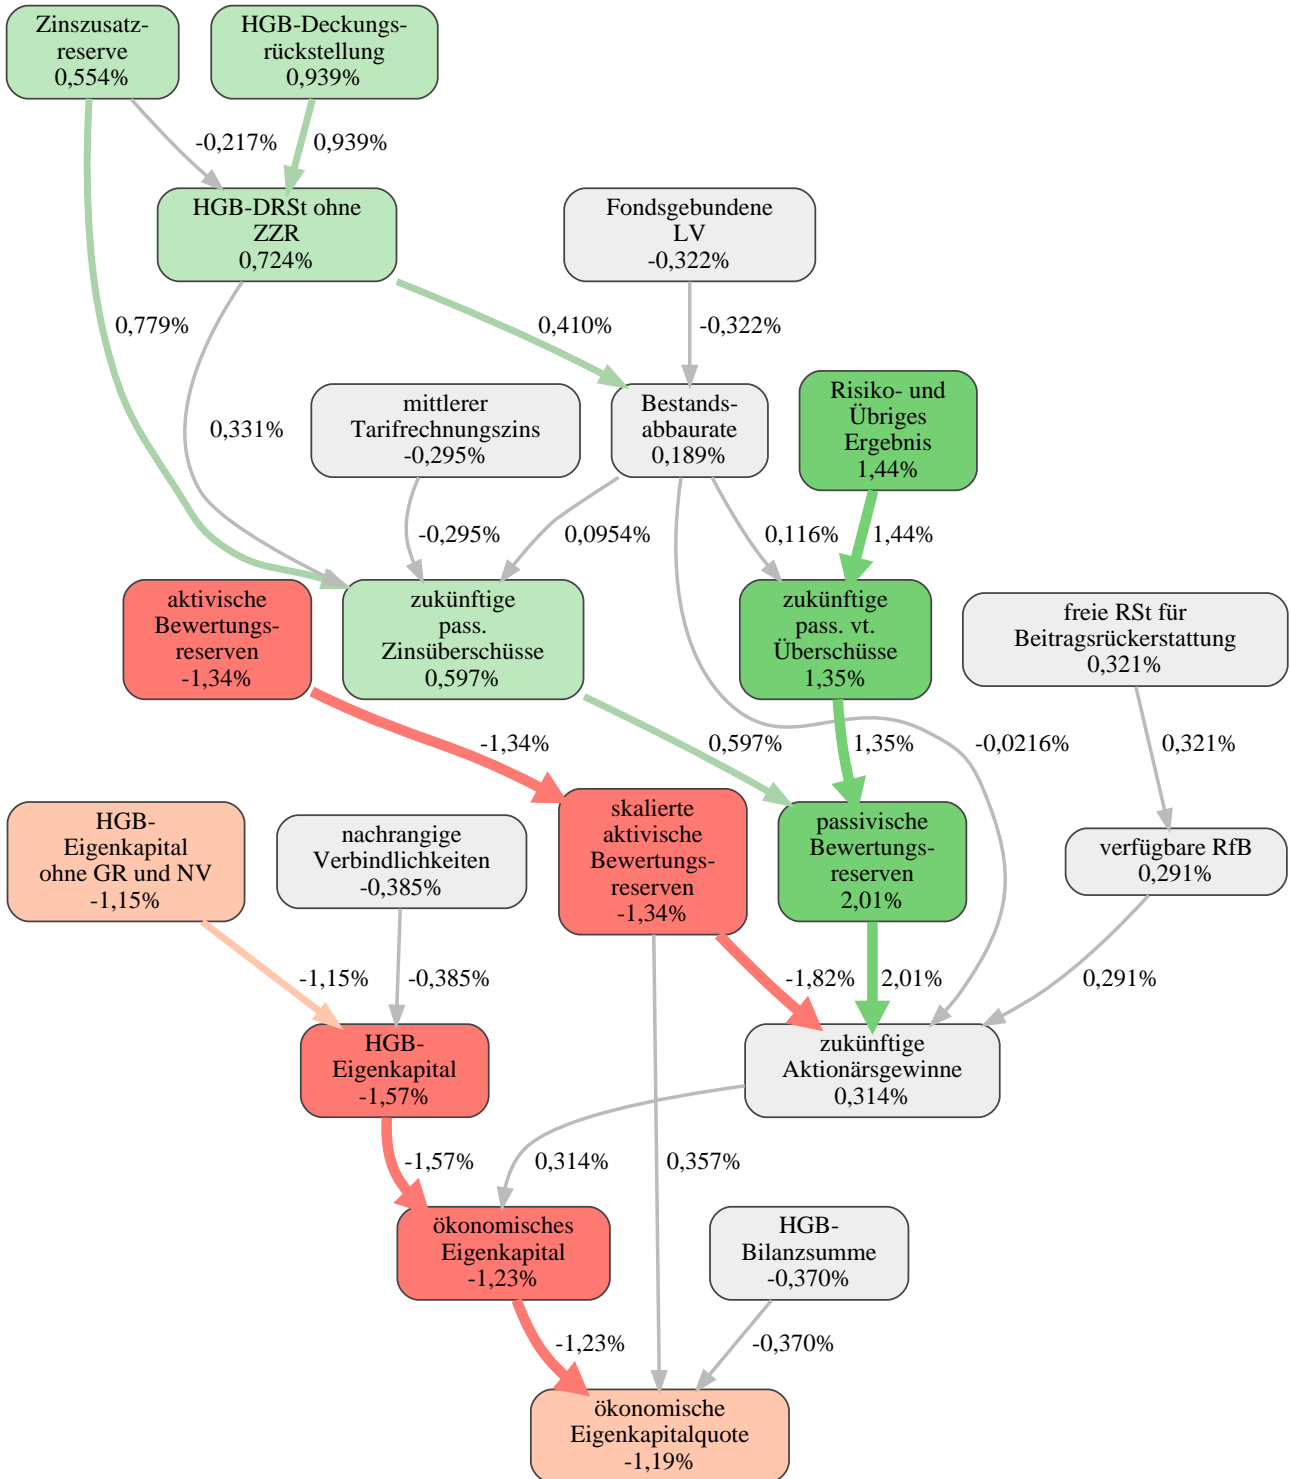 Zinszusatz-
reserve
0,554%
HGB-Deckungs-
rückstellung
0,939%
-0,217%
0,939%
HGB-DRSt ohne
ZZR
0,724%
Fondsgebundene
LV
-0,322%
0,779%
0,410%
-0,322%
mittlerer
Tarifrechnungszins
-0,295%
Bestands-
abbaurate
0,189%
Risiko- und
Übriges
Ergebnis
1,44%
0,331%
-0,295%
0,0954%
0,116%
1,44%
aktivische
Bewertungs-
reserven
-1,34%
zukünftige
pass.
Zinsüberschüsse
0,597%
zukünftige
pass. vt.
Überschüsse
1,35%
freie RSt für
Beitragsrückerstattung
0,321%
-1,34%
0,597%
1,35%
-0,0216%
0,321%
HGB-
Eigenkapital
ohne GR und NV
-1,15%
nachrangige
Verbindlichkeiten
-0,385%
skalierte
aktivische
Bewertungs-
reserven
-1,34%
passivische
Bewertungs-
reserven
2,01%
verfügbare RfB
0,291%
-1,15%
-0,385%
-1,82%
2,01%
0,291%
HGB-
Eigenkapital
-1,57%
zukünftige
Aktionärsgewinne
0,314%
-1,57%
0,314%
0,357%
ökonomisches
Eigenkapital
-1,23%
HGB-
Bilanzsumme
-0,370%
-1,23%
-0,370%
ökonomische
Eigenkapitalquote
-1,19%